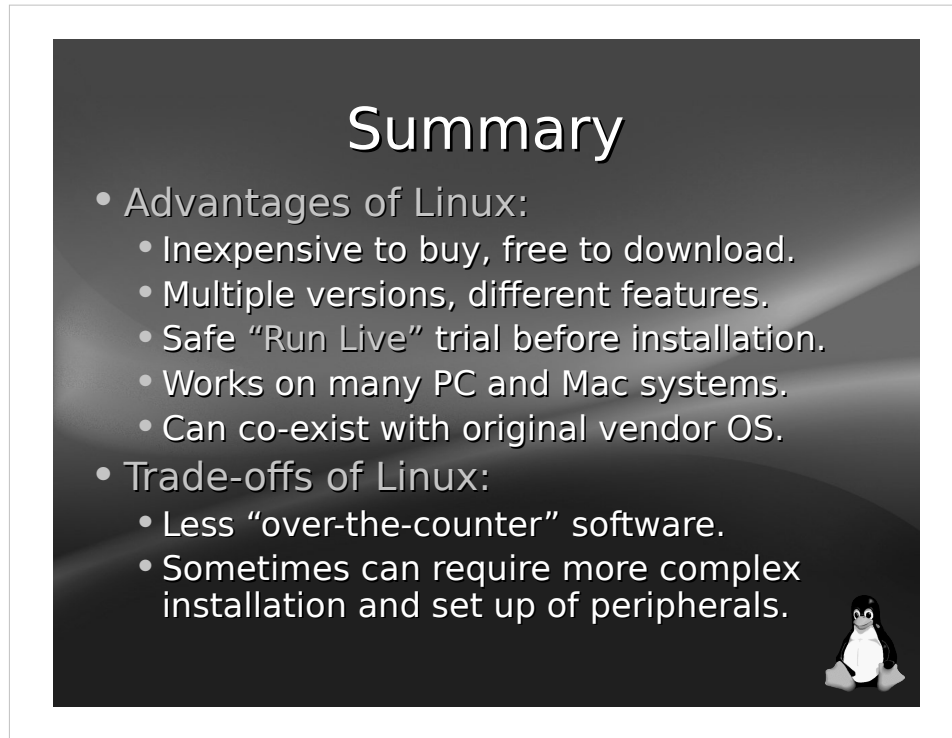 Summary
• Advantages of Linux:
• Inexpensive to buy, free to download.
• Multiple versions, different features.
• Safe “Run Live” trial before installation.
• Works on many PC and Mac systems.
• Can co-exist with original vendor OS.
• Trade-offs of Linux:
• Less “over-the-counter” software.
• Sometimes can require more complex
installation and set up of peripherals.